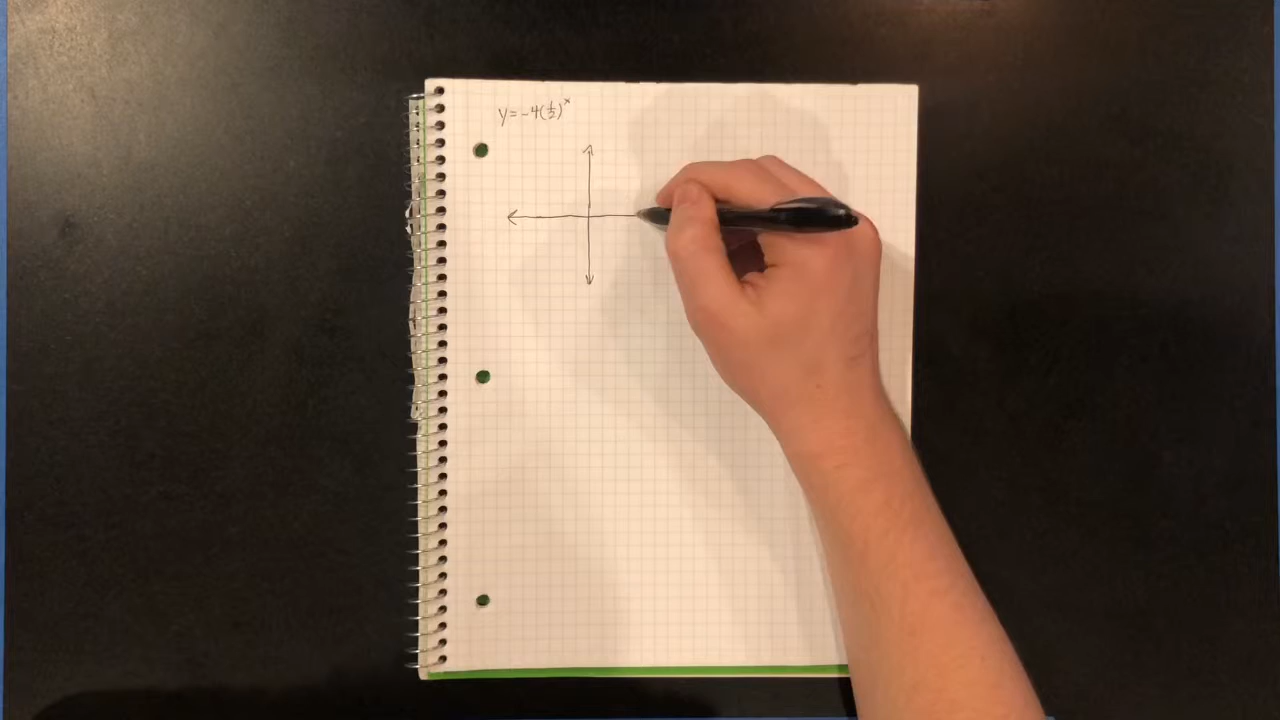 y = -4(1/2)^x